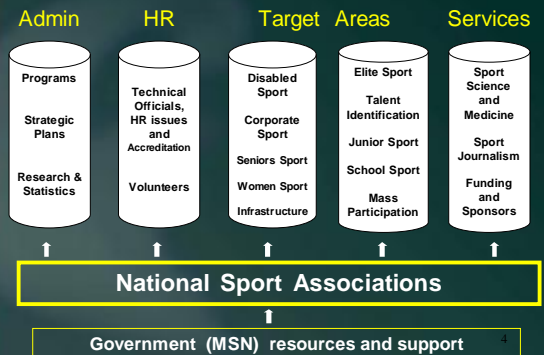 Admin
HR
Target Areas
Services
Programs
Strategic
Plans
Research &
Statistics
Technical
Officials,
HR issues
and
Accreditation
Volunteers
Disabled
Sport
Corporate
Sport
Seniors Sport
Women Sport
Infrastructure
Elite Sport
Talent
Identification
Junior Sport
School Sport
Mass
Participation
Sport
Science
and
Medicine
Sport
Journalism
Funding
and
Sponsors
National Sport Associations
Government (MSN) resources and support
4